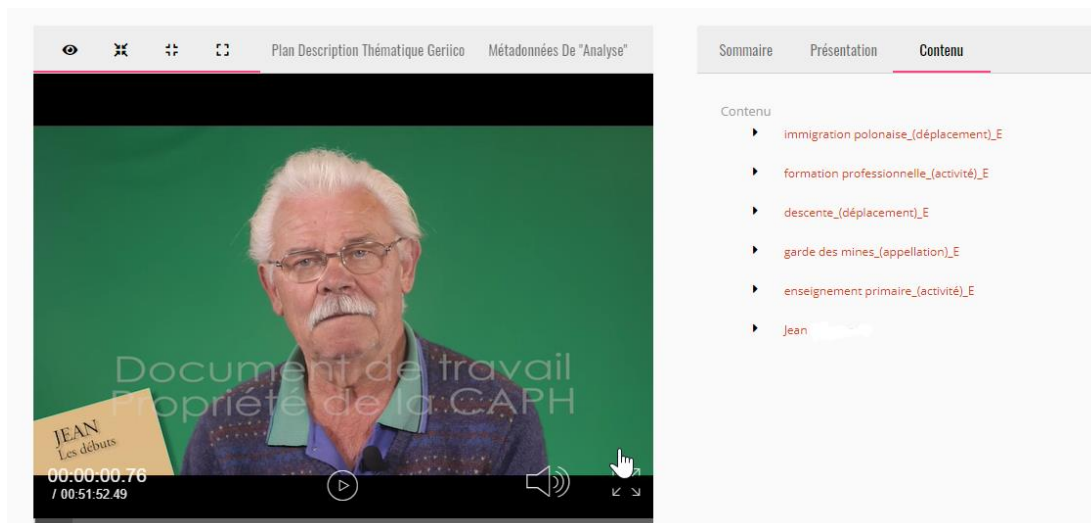 Plan Description Thématique Geriico
Métadonnées De "Analyse"
Document de travail
Propriété de la CAPH
JEAN
Les débuts
00:00:00.76
/ 00:51:52.49
Sommaire
Présentation
Contenu
Contenu
immigration polonaise_(déplacement)_E
formation professionnelle_(activité)_E
descente_(déplacement)_E
garde des mines_(appellation)_E
enseignement primaire_(activité)_E
Jean